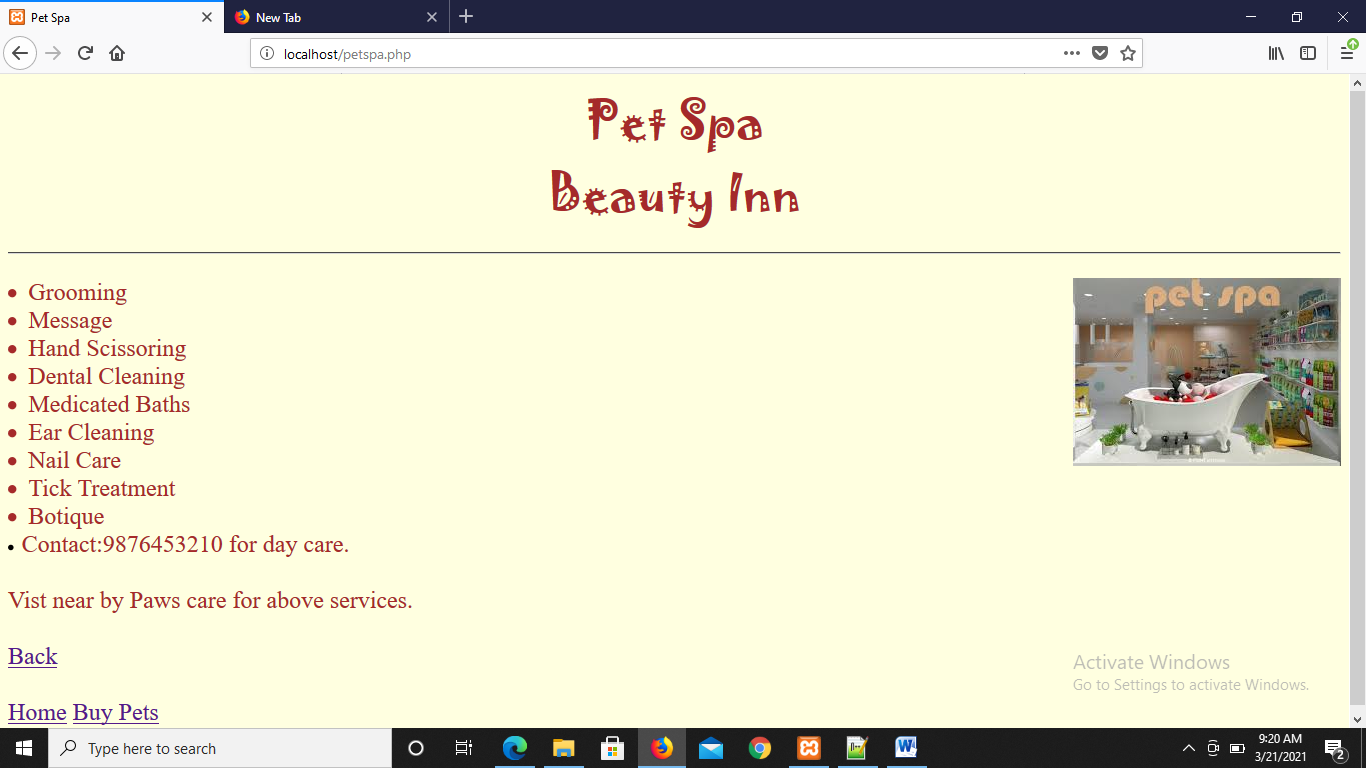 Pet Spa
New Tab
localhost/petspa.php
Pet Spa
Beauty Inn
Grooming
Message
Hand Scissoring
Dental Cleaning
Medicated Baths
Ear Cleaning
Nail Care
Tick Treatment
Botique
Contact:9876453210 for day care.
pet spa
Vist near by Paws care for above services.
Back
Home Buy Pets
Activate Windows
Go to Settings to activate Windows.
Type here to search
9:20 AM
3/21/2021
2